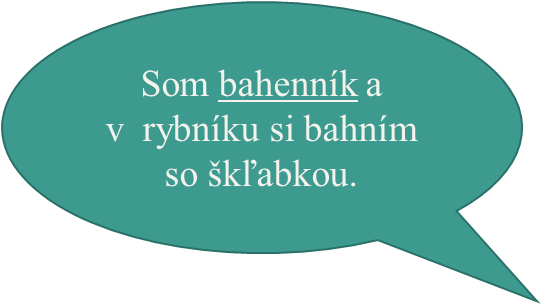 Som bahenník a
v  rybníku si bahním
so škľabkou.